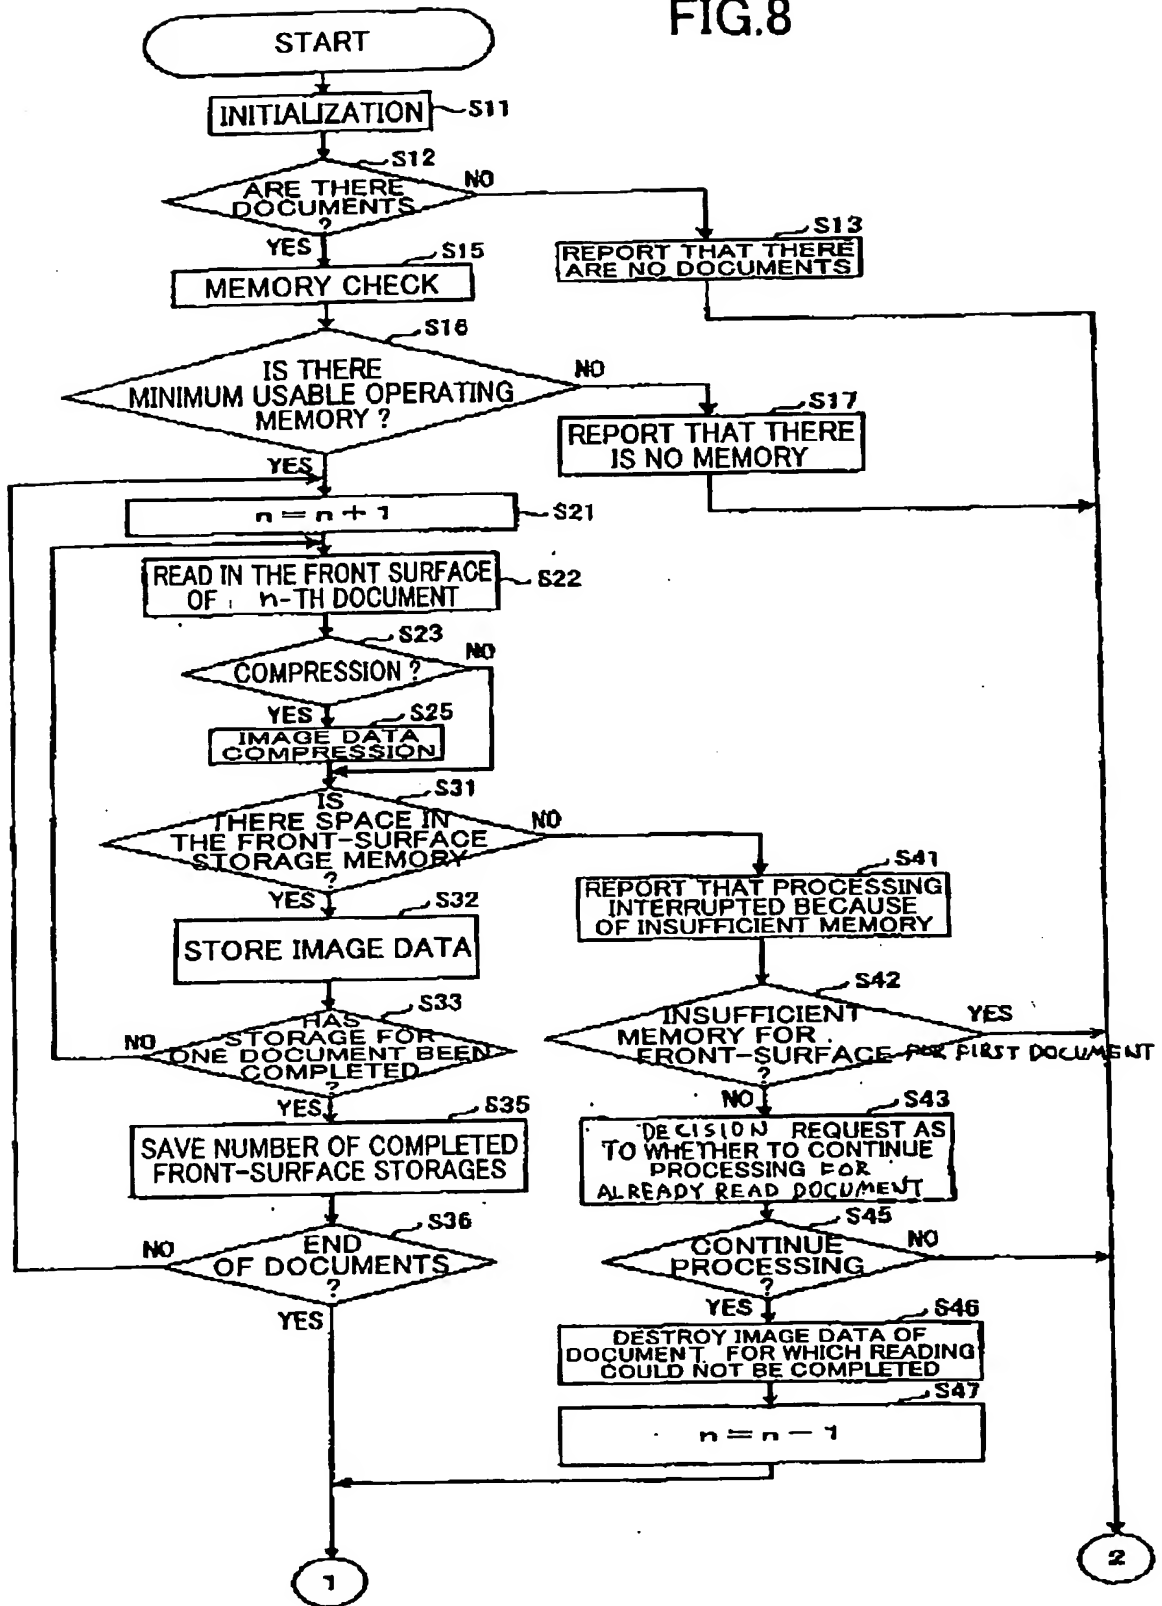 FIG.8
START
INITIALIZATION
S11
S12
ARE THERE
DOCUMENTS
?
NO
YES
S13
REPORT THAT THERE
ARE NO DOCUMENTS
S15
MEMORY CHECK
S16
IS THERE
MINIMUM USABLE OPERATING
MEMORY ?
NO
YES
S17
REPORT THAT THERE
IS NO MEMORY
n = n + 1
S21
READ IN THE FRONT SURFACE
OF n-TH DOCUMENT
S22
S23
COMPRESSION ?
NO
YES
S25
IMAGE DATA
COMPRESSION
S31
IS
THERE SPACE IN
THE FRONT-SURFACE
STORAGE MEMORY
?
NO
YES
S32
STORE IMAGE DATA
S33
HAS
STORAGE FOR
ONE DOCUMENT BEEN
COMPLETED
?
NO
YES
S35
SAVE NUMBER OF COMPLETED
FRONT-SURFACE STORAGES
S36
END
OF DOCUMENTS
?
NO
YES
S41
REPORT THAT PROCESSING
INTERRUPTED BECAUSE
OF INSUFFICIENT MEMORY
S42
INSUFFICIENT
MEMORY FOR
FRONT-SURFACE FOR FIRST DOCUMENT
?
YES
NO
S43
DECISION REQUEST AS
TO WHETHER TO CONTINUE
PROCESSING FOR
ALREADY READ DOCUMENT
S45
CONTINUE
PROCESSING
?
NO
YES
S46
DESTROY IMAGE DATA OF
DOCUMENT FOR WHICH READING
COULD NOT BE COMPLETED
S47
n = n - 1
1
2